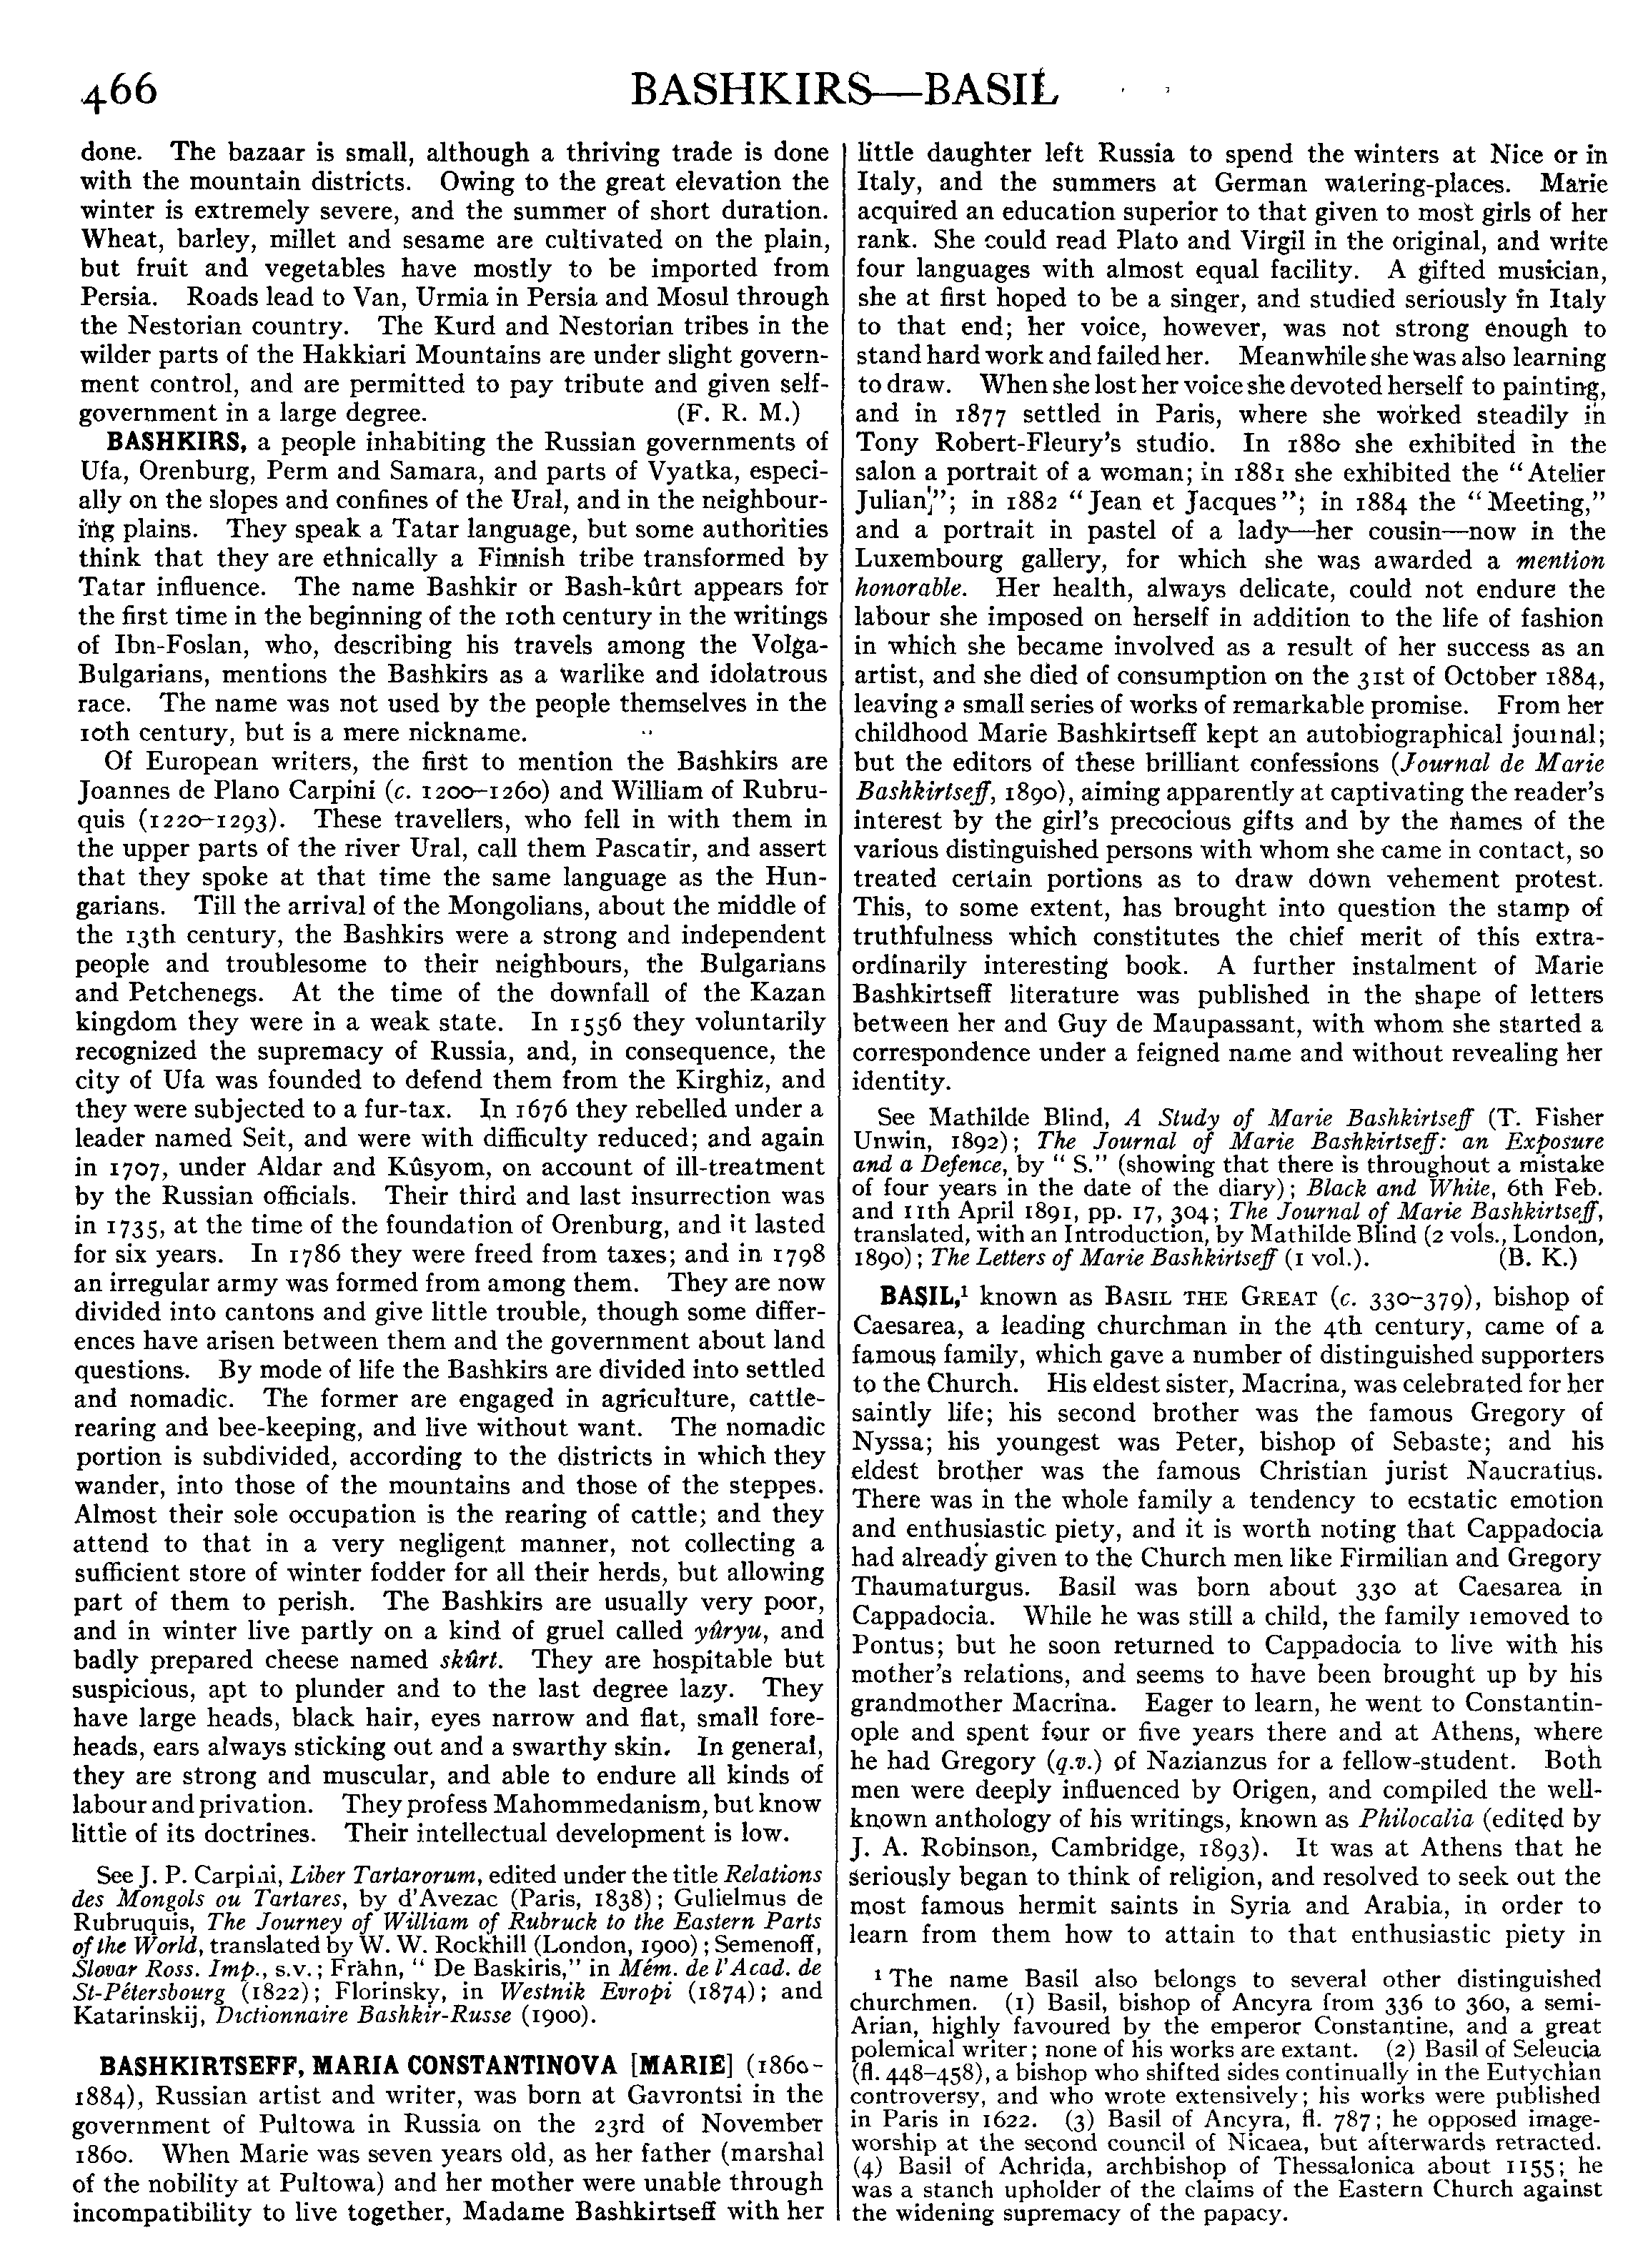 466
BASHKIRS—BASIL
done. The bazaar is small, although a thriving trade is done
with the mountain districts. Owing to the great elevation the
winter is extremely severe, and the summer of short duration.
Wheat, barley, millet and sesame are cultivated on the plain,
but fruit and vegetables have mostly to be imported from
Persia. Roads lead to Van, Urmia in Persia and Mosul through
the Nestorian country. The Kurd and Nestorian tribes in the
wilder parts of the Hakkiari Mountains are under slight govern-
ment control, and are permitted to pay tribute and given self-
government in a large degree. (F. R. M.)
BASHKIRS, a people inhabiting the Russian governments of
Ufa, Orenburg, Perm and Samara, and parts of Vyatka, especi-
ally on the slopes and confines of the Ural, and in the neighbour-
ing plains. They speak a Tatar language, but some authorities
think that they are ethnically a Finnish tribe transformed by
Tatar influence. The name Bashkir or Bash-kûrt appears for
the first time in the beginning of the 10th century in the writings
of Ibn-Foslan, who, describing his travels among the Volga-
Bulgarians, mentions the Bashkirs as a warlike and idolatrous
race. The name was not used by the people themselves in the
10th century, but is a mere nickname.
Of European writers, the first to mention the Bashkirs are
Joannes de Plano Carpini (c. 1200–1260) and William of Rubru-
quis (1220–1293). These travellers, who fell in with them in
the upper parts of the river Ural, call them Pascatir, and assert
that they spoke at that time the same language as the Hun-
garians. Till the arrival of the Mongolians, about the middle of
the 13th century, the Bashkirs were a strong and independent
people and troublesome to their neighbours, the Bulgarians
and Petchenegs. At the time of the downfall of the Kazan
kingdom they were in a weak state. In 1556 they voluntarily
recognized the supremacy of Russia, and, in consequence, the
city of Ufa was founded to defend them from the Kirghiz, and
they were subjected to a fur-tax. In 1676 they rebelled under a
leader named Seit, and were with difficulty reduced; and again
in 1707, under Aldar and Kûsyom, on account of ill-treatment
by the Russian officials. Their third and last insurrection was
in 1735, at the time of the foundation of Orenburg, and it lasted
for six years. In 1786 they were freed from taxes; and in 1798
an irregular army was formed from among them. They are now
divided into cantons and give little trouble, though some differ-
ences have arisen between them and the government about land
questions. By mode of life the Bashkirs are divided into settled
and nomadic. The former are engaged in agriculture, cattle-
rearing and bee-keeping, and live without want. The nomadic
portion is subdivided, according to the districts in which they
wander, into those of the mountains and those of the steppes.
Almost their sole occupation is the rearing of cattle; and they
attend to that in a very negligent manner, not collecting a
sufficient store of winter fodder for all their herds, but allowing
part of them to perish. The Bashkirs are usually very poor,
and in winter live partly on a kind of gruel called yûryu, and
badly prepared cheese named skûrt. They are hospitable but
suspicious, apt to plunder and to the last degree lazy. They
have large heads, black hair, eyes narrow and flat, small fore-
heads, ears always sticking out and a swarthy skin. In general,
they are strong and muscular, and able to endure all kinds of
labour and privation. They profess Mahommedanism, but know
little of its doctrines. Their intellectual development is low.
See J. P. Carpini, Liber Tartarorum, edited under the title Relations
des Mongols ou Tartares, by d'Avezac (Paris, 1838); Gulielmus de
Rubruquis, The Journey of William of Rubruck to the Eastern Parts
of the World, translated by W. W. Rockhill (London, 1900); Semenoff,
Slovar Ross. Imp., s.v.; Frähn, "De Baskiris," in Mém. de l'Acad. de
St-Pétersbourg (1822); Florinsky, in Westnik Evropi (1874); and
Katarinskij, Dictionnaire Bashkir-Russe (1900).
BASHKIRTSEFF, MARIA CONSTANTINOVA [MARIE] (1860-
1884), Russian artist and writer, was born at Gavrontsi in the
government of Pultowa in Russia on the 23rd of November
1860. When Marie was seven years old, as her father (marshal
of the nobility at Pultowa) and her mother were unable through
incompatibility to live together, Madame Bashkirtseff with her
little daughter left Russia to spend the winters at Nice or in
Italy, and the summers at German watering-places. Marie
acquired an education superior to that given to most girls of her
rank. She could read Plato and Virgil in the original, and write
four languages with almost equal facility. A gifted musician,
she at first hoped to be a singer, and studied seriously in Italy
to that end; her voice, however, was not strong enough to
stand hard work and failed her. Meanwhile she was also learning
to draw. When she lost her voice she devoted herself to painting,
and in 1877 settled in Paris, where she worked steadily in
Tony Robert-Fleury's studio. In 1880 she exhibited in the
salon a portrait of a woman; in 1881 she exhibited the "Atelier
Julian"; in 1882 "Jean et Jacques"; in 1884 the "Meeting,"
and a portrait in pastel of a lady—her cousin—now in the
Luxembourg gallery, for which she was awarded a mention
honorable. Her health, always delicate, could not endure the
labour she imposed on herself in addition to the life of fashion
in which she became involved as a result of her success as an
artist, and she died of consumption on the 31st of October 1884,
leaving a small series of works of remarkable promise. From her
childhood Marie Bashkirtseff kept an autobiographical journal;
but the editors of these brilliant confessions (Journal de Marie
Bashkirtseff, 1890), aiming apparently at captivating the reader's
interest by the girl's precocious gifts and by the names of the
various distinguished persons with whom she came in contact, so
treated certain portions as to draw down vehement protest.
This, to some extent, has brought into question the stamp of
truthfulness which constitutes the chief merit of this extra-
ordinarily interesting book. A further instalment of Marie
Bashkirtseff literature was published in the shape of letters
between her and Guy de Maupassant, with whom she started a
correspondence under a feigned name and without revealing her
identity.
See Mathilde Blind, A Study of Marie Bashkirtseff (T. Fisher
Unwin, 1892); The Journal of Marie Bashkirtseff: an Exposure
and a Defence, by "S." (showing that there is throughout a mistake
of four years in the date of the diary); Black and White, 6th Feb.
and 11th April 1891, pp. 17, 304; The Journal of Marie Bashkirtseff,
translated, with an Introduction, by Mathilde Blind (2 vols., London,
1890); The Letters of Marie Bashkirtseff (1 vol.). (B. K.)
BASIL,¹ known as BASIL THE GREAT (c. 330–379), bishop of
Caesarea, a leading churchman in the 4th century, came of a
famous family, which gave a number of distinguished supporters
to the Church. His eldest sister, Macrina, was celebrated for her
saintly life; his second brother was the famous Gregory of
Nyssa; his youngest was Peter, bishop of Sebaste; and his
eldest brother was the famous Christian jurist Naucratius.
There was in the whole family a tendency to ecstatic emotion
and enthusiastic piety, and it is worth noting that Cappadocia
had already given to the Church men like Firmilian and Gregory
Thaumaturgus. Basil was born about 330 at Caesarea in
Cappadocia. While he was still a child, the family removed to
Pontus; but he soon returned to Cappadocia to live with his
mother's relations, and seems to have been brought up by his
grandmother Macrina. Eager to learn, he went to Constantin-
ople and spent four or five years there and at Athens, where
he had Gregory (q.v.) of Nazianzus for a fellow-student. Both
men were deeply influenced by Origen, and compiled the well-
known anthology of his writings, known as Philocalia (edited by
J. A. Robinson, Cambridge, 1893). It was at Athens that he
seriously began to think of religion, and resolved to seek out the
most famous hermit saints in Syria and Arabia, in order to
learn from them how to attain to that enthusiastic piety in
¹ The name Basil also belongs to several other distinguished
churchmen. (1) Basil, bishop of Ancyra from 336 to 360, a semi-
Arian, highly favoured by the emperor Constantine, and a great
polemical writer; none of his works are extant. (2) Basil of Seleucia
(fl. 448–458), a bishop who shifted sides continually in the Eutychian
controversy, and who wrote extensively; his works were published
in Paris in 1622. (3) Basil of Ancyra, fl. 787; he opposed image-
worship at the second council of Nicaea, but afterwards retracted.
(4) Basil of Achrida, archbishop of Thessalonica about 1155; he
was a stanch upholder of the claims of the Eastern Church against
the widening supremacy of the papacy.